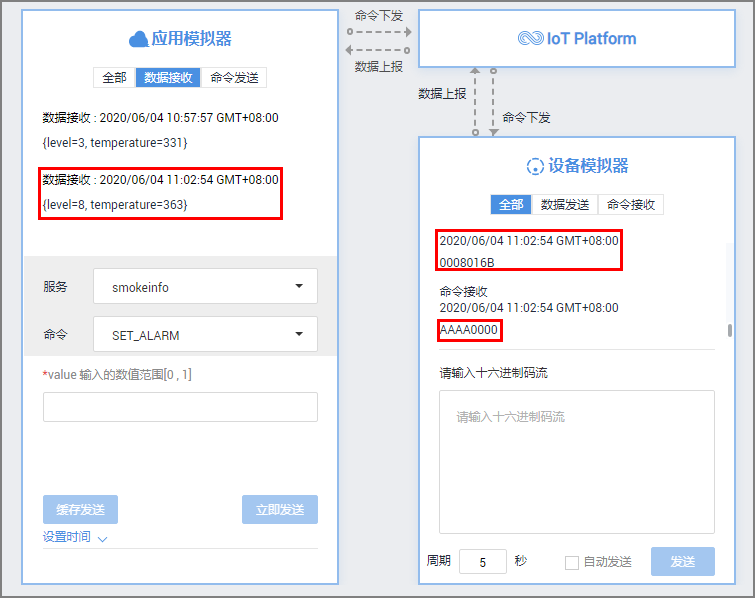 应用模拟器
全部 数据接收 命令发送
数据接收 : 2020/06/04 10:57:57 GMT+08:00
{level=3, temperature=331}
数据接收 : 2020/06/04 11:02:54 GMT+08:00
{level=8, temperature=363}
服务 smokeinfo
命令 SET_ALARM
*value 输入的数值范围[0 , 1]
缓存发送 立即发送
设置时间
命令下发
数据上报
IoT Platform
数据上报
命令下发
设备模拟器
全部 数据发送 命令接收
2020/06/04 11:02:54 GMT+08:00
0008016B
命令接收
2020/06/04 11:02:54 GMT+08:00
AAAA0000
请输入十六进制码流
请输入十六进制码流
周期 5 秒 自动发送 发送